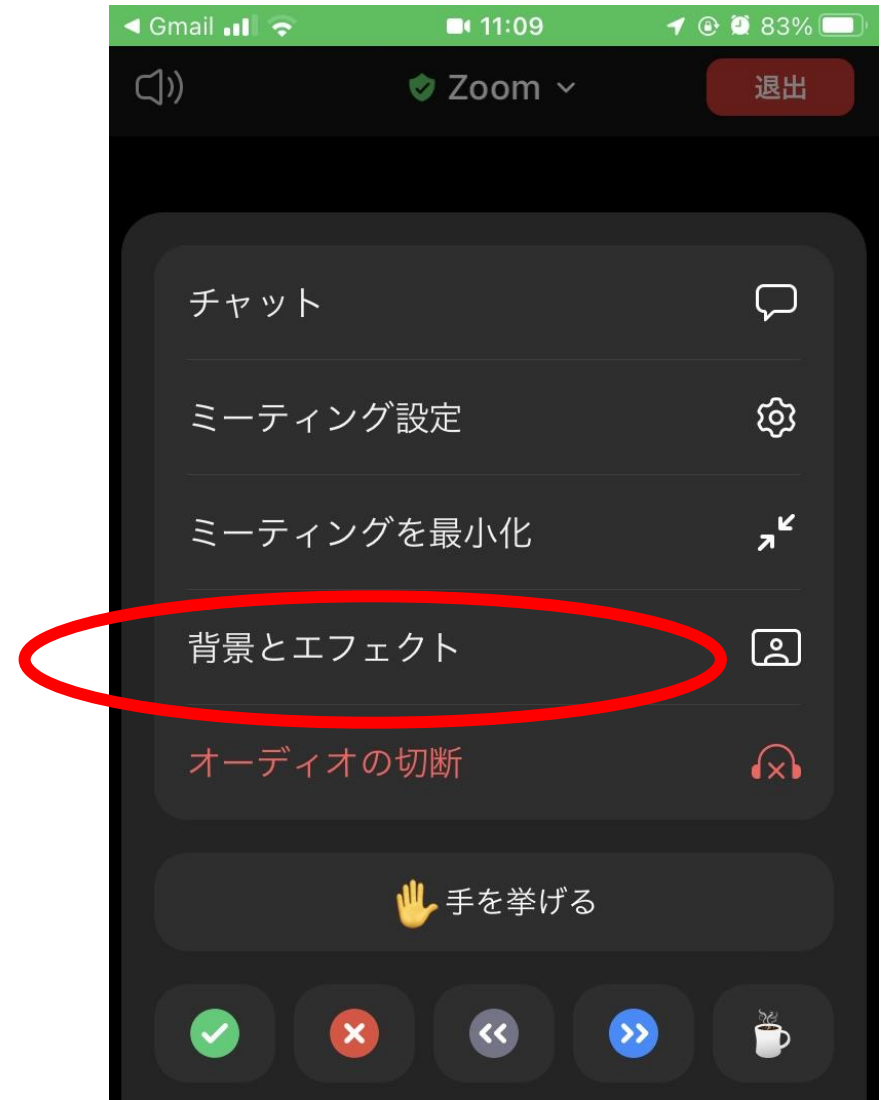 Gmail 11:09 83%
Zoom 退出
チャット
ミーティング設定
ミーティングを最小化
背景とエフェクト
オーディオの切断
手を挙げる